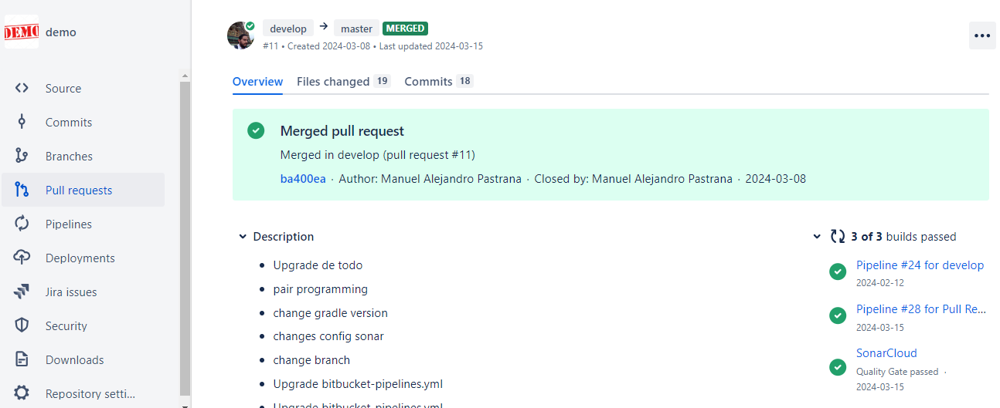 DEMO
demo
Source
Commits
Branches
Pull requests
Pipelines
Deployments
Jira issues
Security
Downloads
Repository setti...
develop → master MERGED
#11 • Created 2024-03-08 • Last updated 2024-03-15
Overview Files changed 19 Commits 18
Merged pull request
Merged in develop (pull request #11)
ba400ea · Author: Manuel Alejandro Pastrana · Closed by: Manuel Alejandro Pastrana · 2024-03-08
Description
• Upgrade de todo
• pair programming
• change gradle version
• changes config sonar
• change branch
• Upgrade bitbucket-pipelines.yml
• Upgrade bitbucket-pipelines.yml
3 of 3 builds passed
Pipeline #24 for develop
2024-02-12
Pipeline #28 for Pull Re...
2024-03-15
SonarCloud
Quality Gate passed ·
2024-03-15